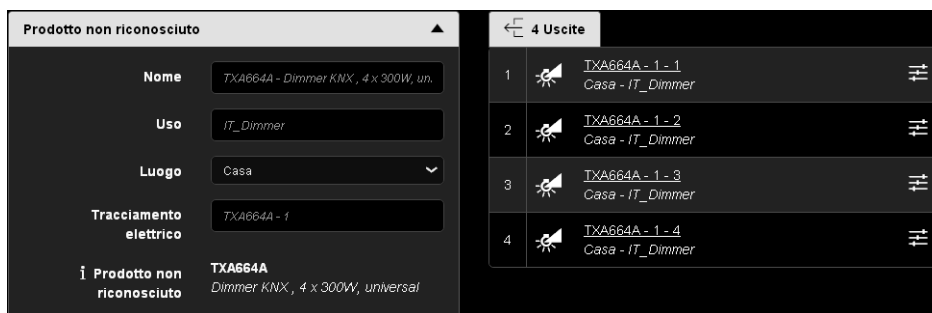 Prodotto non riconosciuto
Nome
TXA664A - Dimmer KNX , 4 x 300W, un.
Uso
IT_Dimmer
Luogo
Casa
Tracciamento
elettrico
TXA664A - 1
i Prodotto non
riconosciuto
TXA664A
Dimmer KNX , 4 x 300W, universal
4 Uscite
1
TXA664A - 1 - 1
Casa - IT_Dimmer
2
TXA664A - 1 - 2
Casa - IT_Dimmer
3
TXA664A - 1 - 3
Casa - IT_Dimmer
4
TXA664A - 1 - 4
Casa - IT_Dimmer